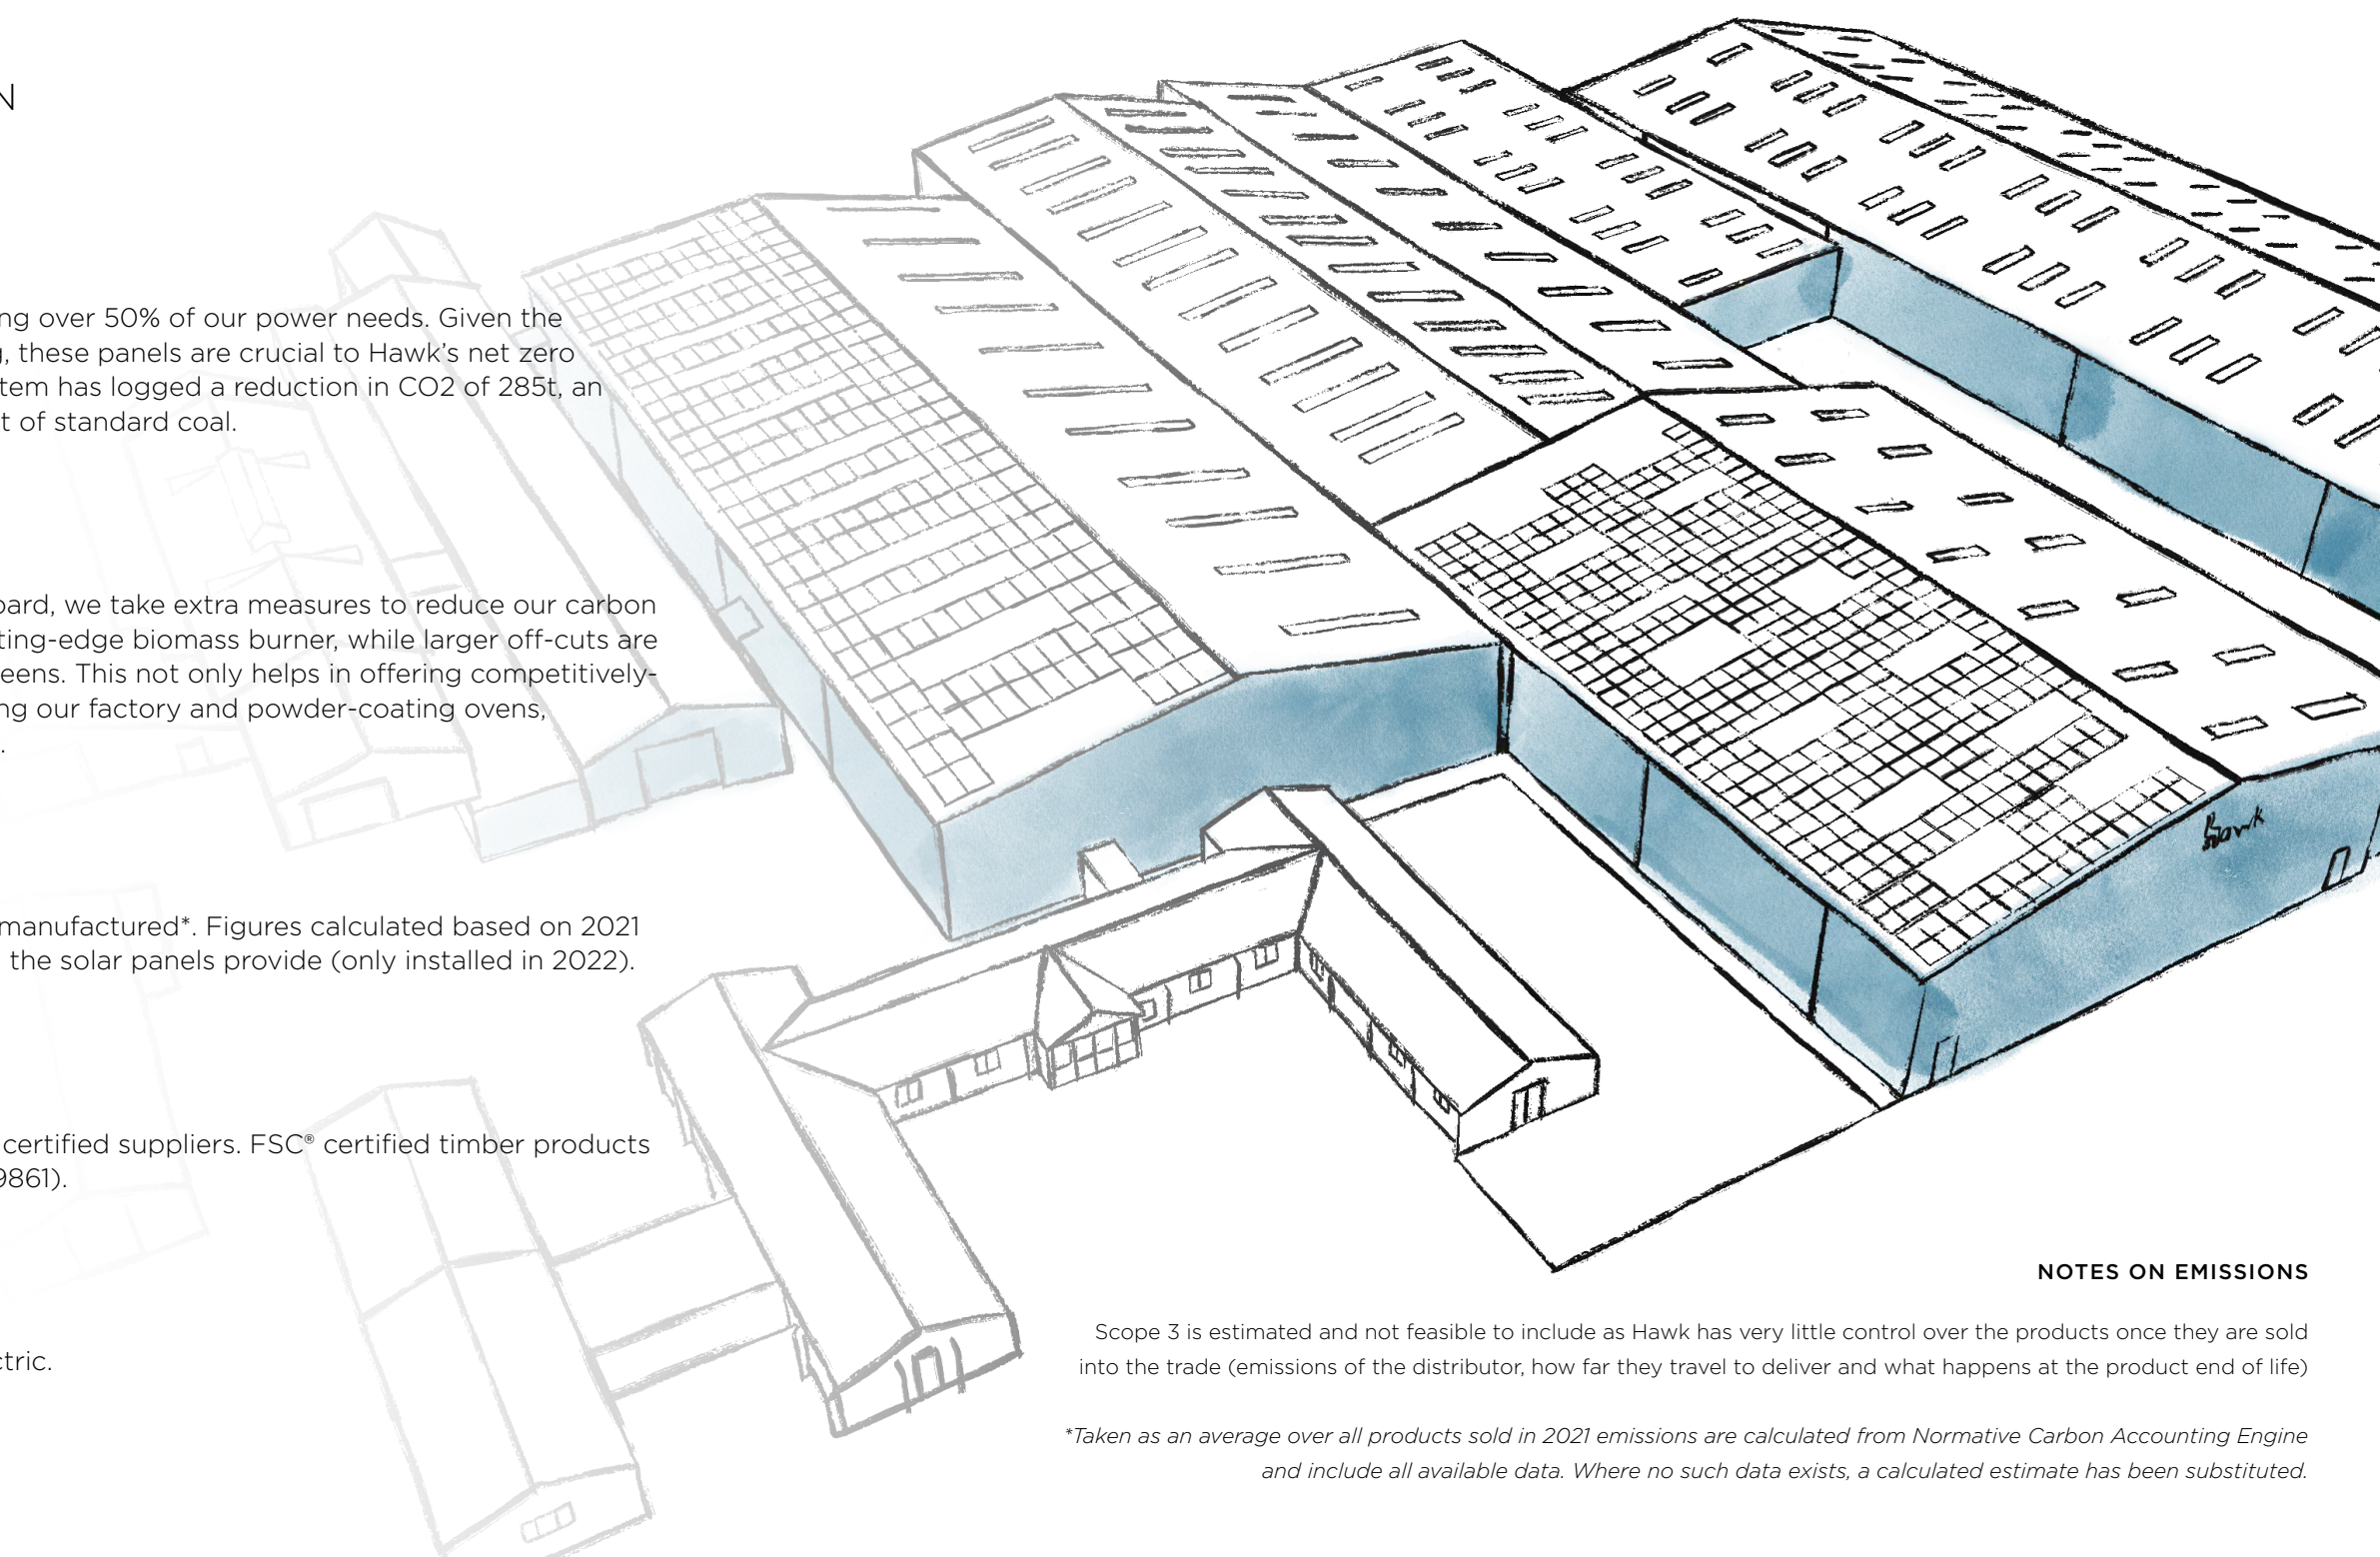 N
ng over 50% of our power needs. Given the
, these panels are crucial to Hawk's net zero
tem has logged a reduction in CO2 of 285t, an
t of standard coal.
oard, we take extra measures to reduce our carbon
ting-edge biomass burner, while larger off-cuts are
eens. This not only helps in offering competitively-
ng our factory and powder-coating ovens,
.
manufactured*. Figures calculated based on 2021
the solar panels provide (only installed in 2022).
certified suppliers. FSC® certified timber products
9861).
ctric.
Hawk
NOTES ON EMISSIONS
Scope 3 is estimated and not feasible to include as Hawk has very little control over the products once they are sold
into the trade (emissions of the distributor, how far they travel to deliver and what happens at the product end of life)
*Taken as an average over all products sold in 2021 emissions are calculated from Normative Carbon Accounting Engine
and include all available data. Where no such data exists, a calculated estimate has been substituted.